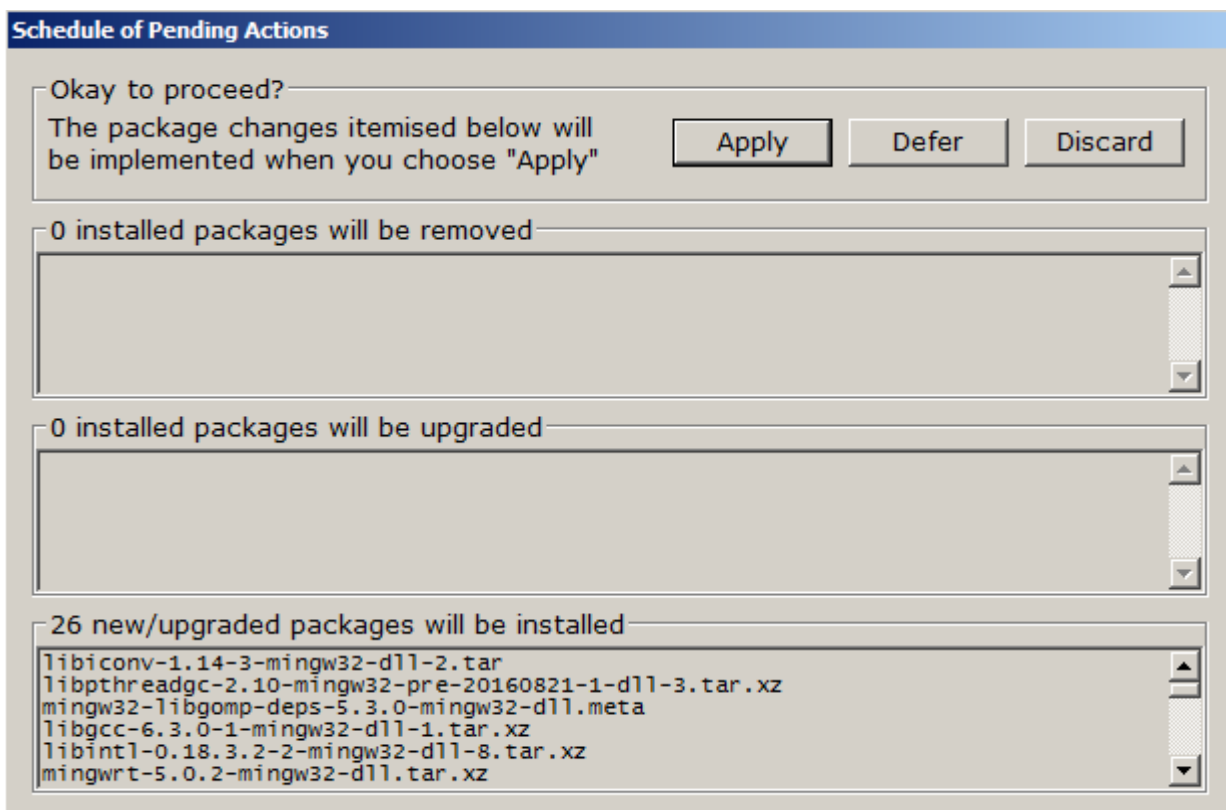 Schedule of Pending Actions
Okay to proceed?
The package changes itemised below will
be implemented when you choose "Apply"
Apply
Defer
Discard
0 installed packages will be removed
0 installed packages will be upgraded
26 new/upgraded packages will be installed
libiconv-1.14-3-mingw32-dll-2.tar
libpthreadgc-2.10-mingw32-pre-20160821-1-dll-3.tar.xz
mingw32-libgomp-deps-5.3.0-mingw32-dll.meta
libgcc-6.3.0-1-mingw32-dll-1.tar.xz
libintl-0.18.3.2-2-mingw32-dll-8.tar.xz
mingwrt-5.0.2-mingw32-dll.tar.xz